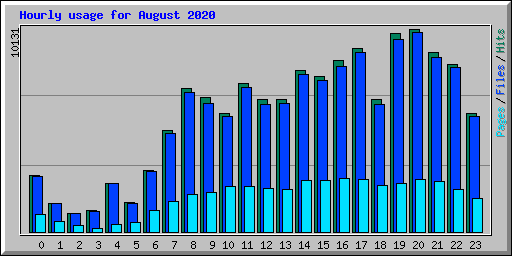 Hourly usage for August 2020
10131
Pages/Files/Hits
0 1 2 3 4 5 6 7 8 9 10 11 12 13 14 15 16 17 18 19 20 21 22 23